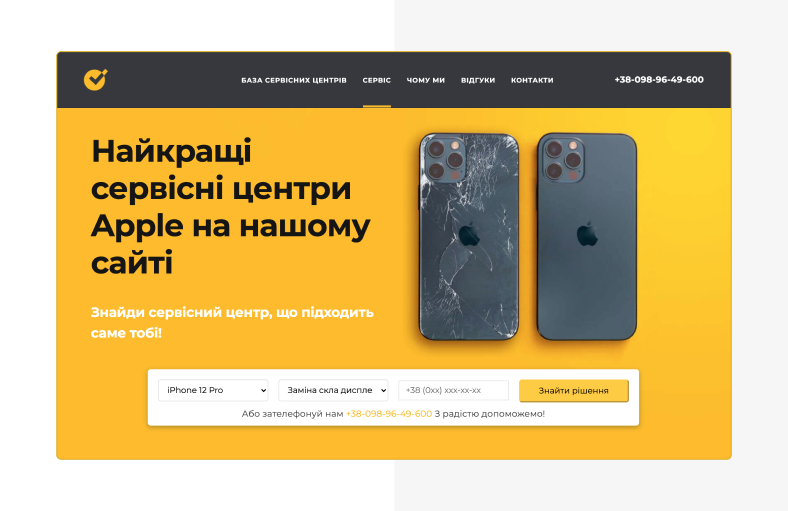 БАЗА СЕРВІСНИХ ЦЕНТРІВ СЕРВІС ЧОМУ МИ ВІДГУКИ КОНТАКТИ +38-098-96-49-600
Найкращі
сервісні центри
Apple на нашому
сайті
Знайди сервісний центр, що підходить
саме тобі!
iPhone 12 Pro Заміна скла диспле +38 (0xx) xxx-xx-xx Знайти рішення
Або зателефонуй нам +38-098-96-49-600 З радістю допоможемо!